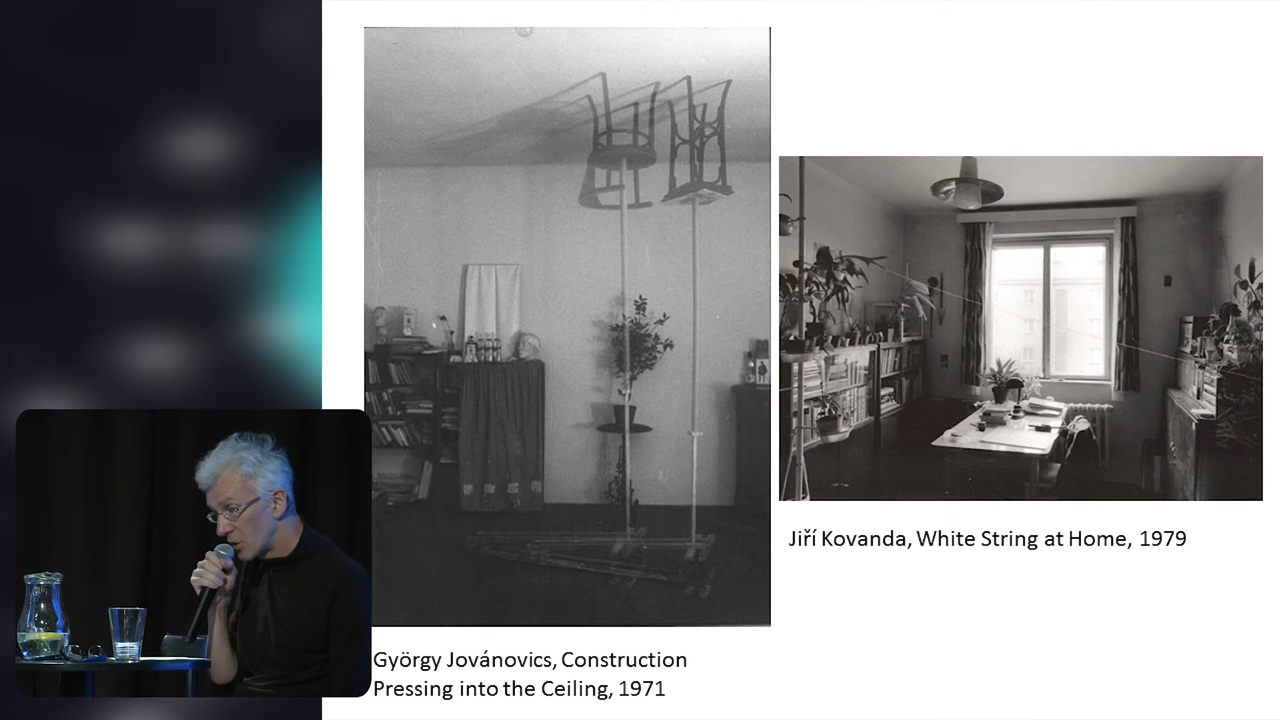 György Jovánovics, Construction
Pressing into the Ceiling, 1971
Jiří Kovanda, White String at Home, 1979